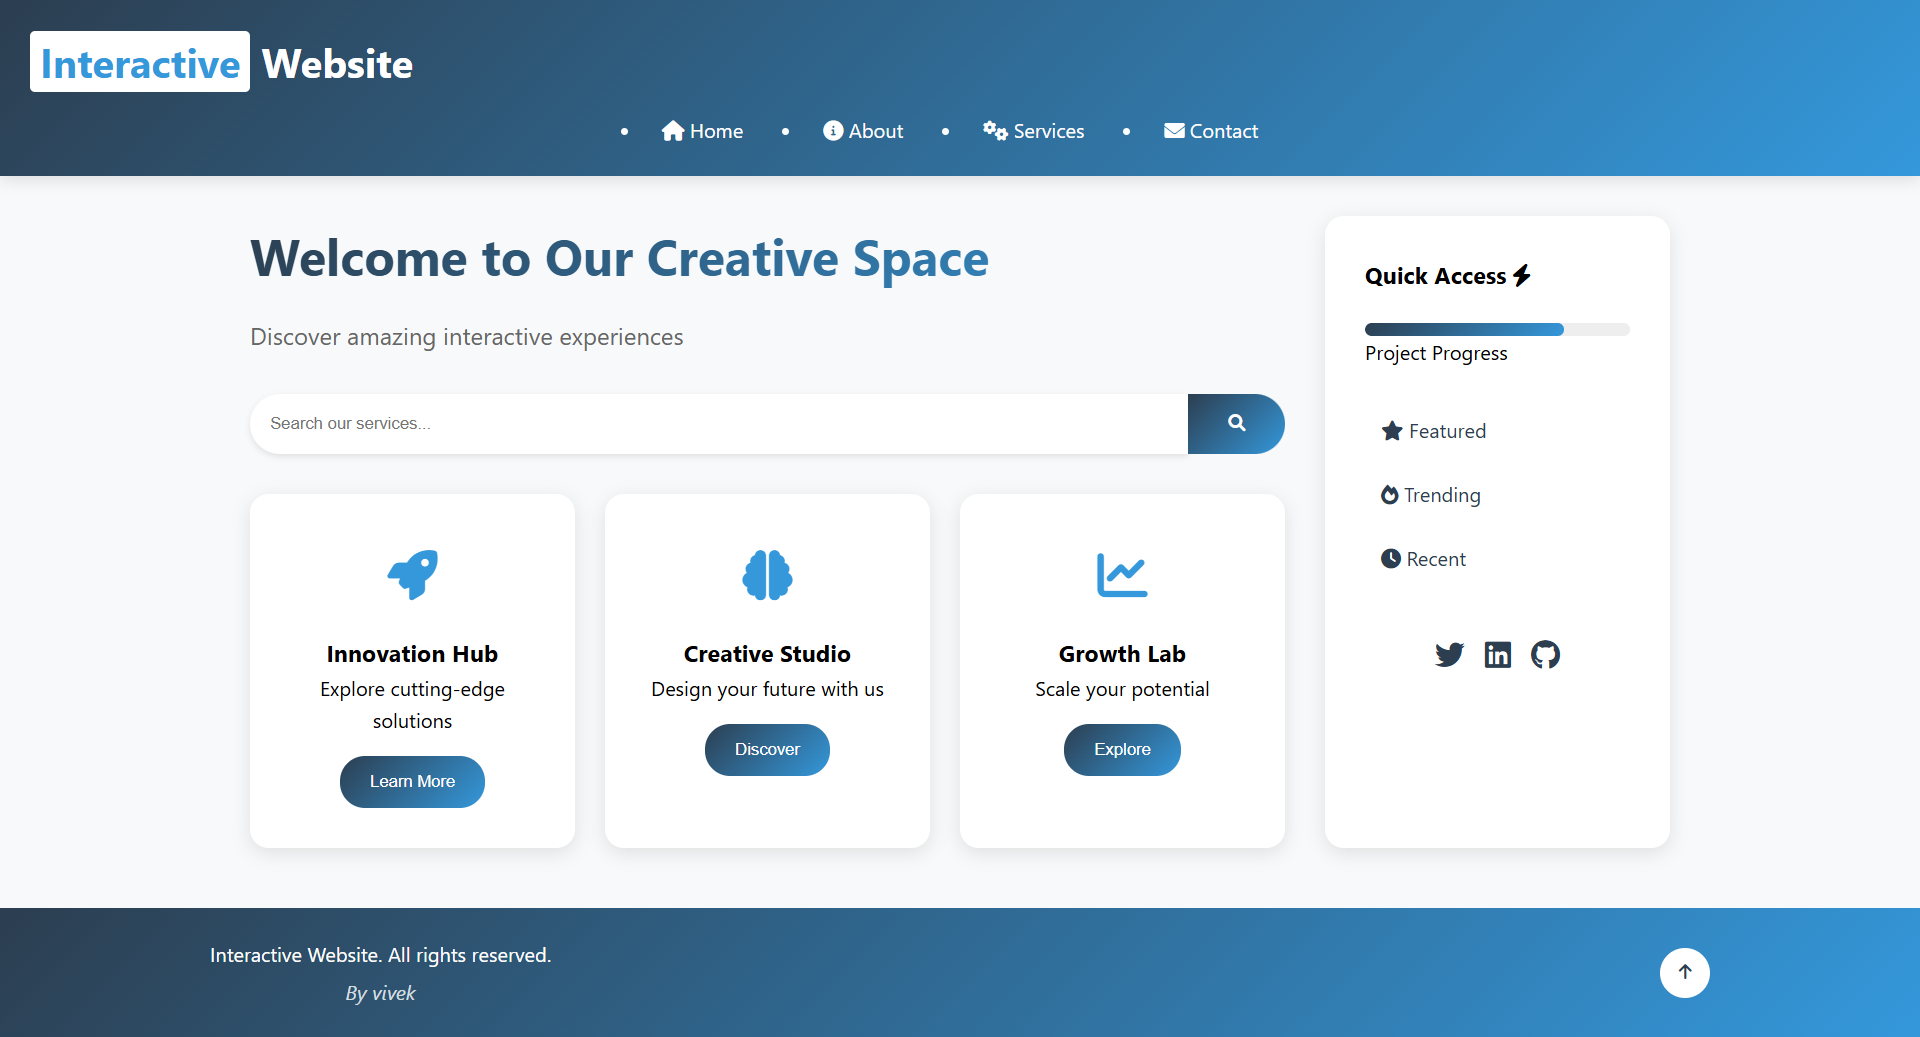 Interactive Website
Home
About
Services
Contact
Welcome to Our Creative Space
Discover amazing interactive experiences
Search our services...
Innovation Hub
Explore cutting-edge
solutions
Learn More
Creative Studio
Design your future with us
Discover
Growth Lab
Scale your potential
Explore
Quick Access
Project Progress
Featured
Trending
Recent
Interactive Website. All rights reserved.
By vivek